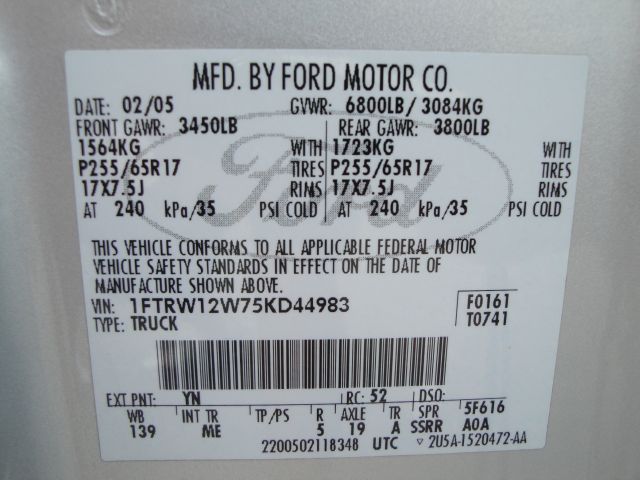 MFD. BY FORD MOTOR CO.
DATE: 02/05 GVWR: 6800LB/ 3084KG
FRONT GAWR: 3450LB REAR GAWR: 3800LB
1564KG WITH 1723KG WITH
P255/65R17 TIRES P255/65R17 TIRES
17X7.5J RIMS 17X7.5J RIMS
AT 240 kPa/35 PSI COLD AT 240 kPa/35 PSI COLD
Ford
THIS VEHICLE CONFORMS TO ALL APPLICABLE FEDERAL MOTOR
VEHICLE SAFETY STANDARDS IN EFFECT ON THE DATE OF
MANUFACTURE SHOWN ABOVE.
VIN: 1FTRW12W75KD44983 F0161
TYPE: TRUCK T0741
EXT PNT: YN RC: 52 DSO:
WB INT TR TP/PS R AXLE TR SPR 5F616
139 ME 5 19 A SSRR A0A
2200502118348 UTC 2U5A-1520472-AA